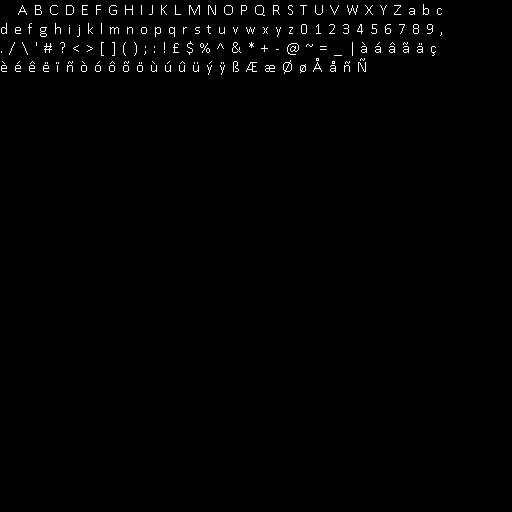 A B C D E F G H I J K L M N O P Q R S T U V W X Y Z a b c
d e f g h i j k l m n o p q r s t u v w x y z 0 1 2 3 4 5 6 7 8 9 ,
. / \ ' # ? < > [ ] ( ) ; : ! £ $ % ^ & * + - @ ~ = _ | à á â ã ä ç
è é ê ë ï ñ ò ó ô õ ö ù ú û ü ý ÿ ß Æ æ Ø ø Å å ñ Ñ